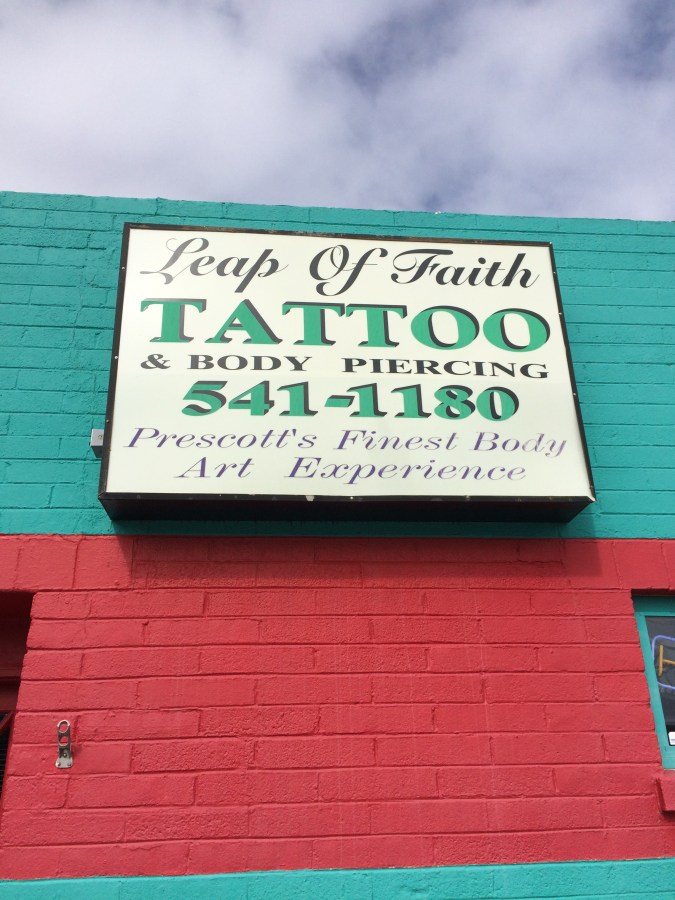 Leap Of Faith
TATTOO
& BODY PIERCING
541-1180
Prescott's Finest Body
Art Experience